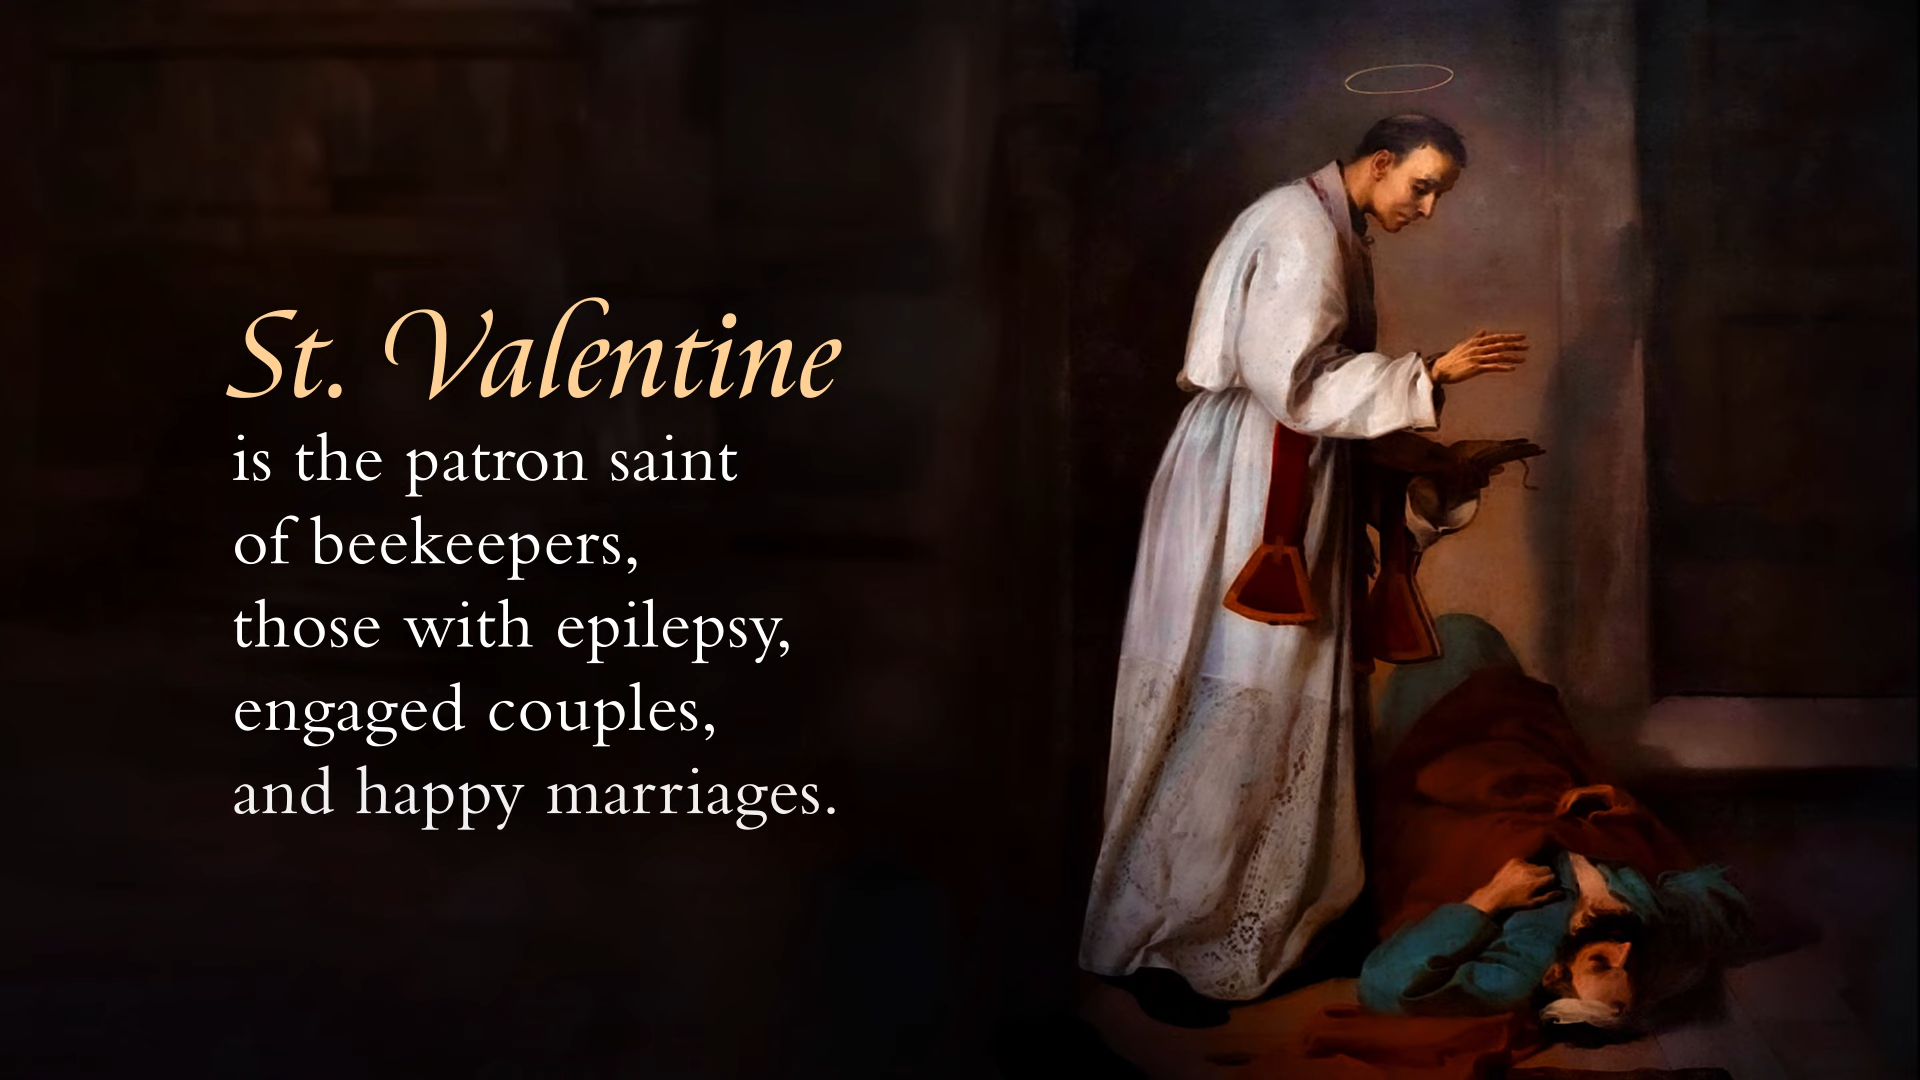 St. Valentine
is the patron saint
of beekeepers,
those with epilepsy,
engaged couples,
and happy marriages.